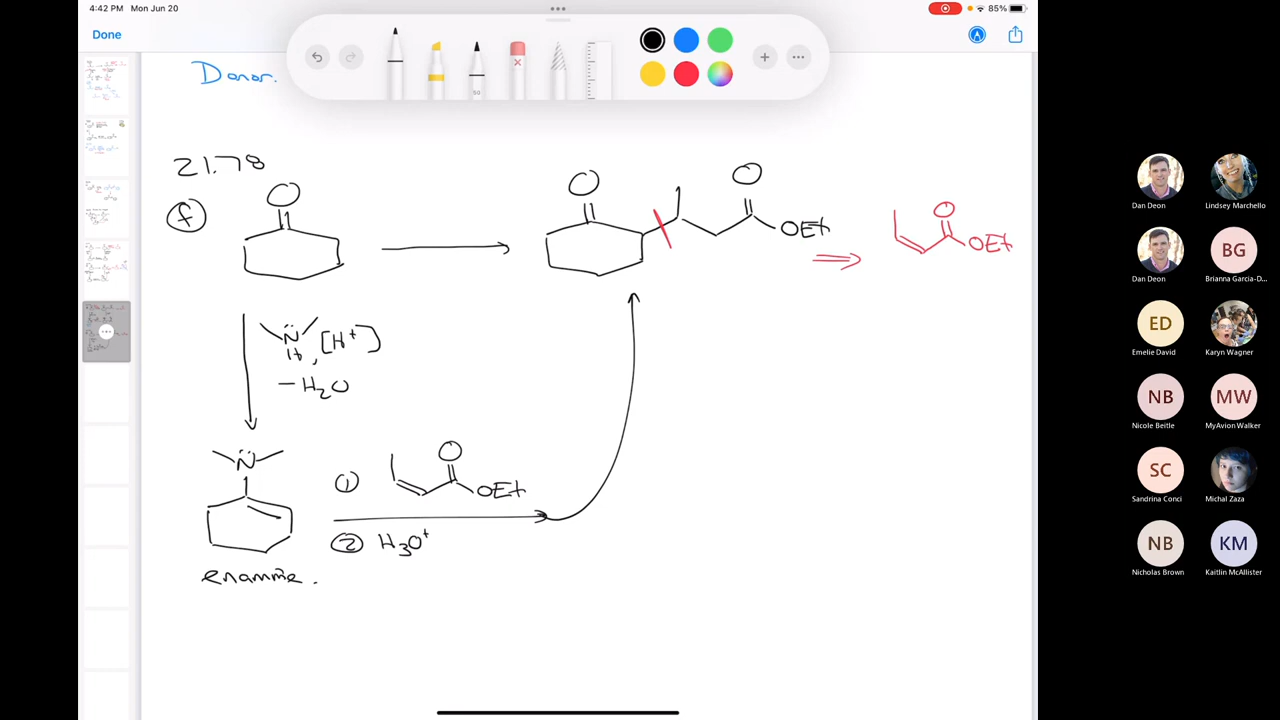 4:42 PM Mon Jun 20
85%
Done
Donor.
21.78
f
O
O
O
OEt
O
OEt
N
H, [H+]
-H2O
N
1
O
OEt
2 H3O+
enamine.
50
Dan Deon
Lindsey Marchello
BG
Dan Deon
Brianna Garcia-D...
ED
Emelie David
Karyn Wagner
NB
MW
Nicole Beitle
MyAvion Walker
SC
Sandrina Conci
Michal Zaza
NB
KM
Nicholas Brown
Kaitlin McAllister